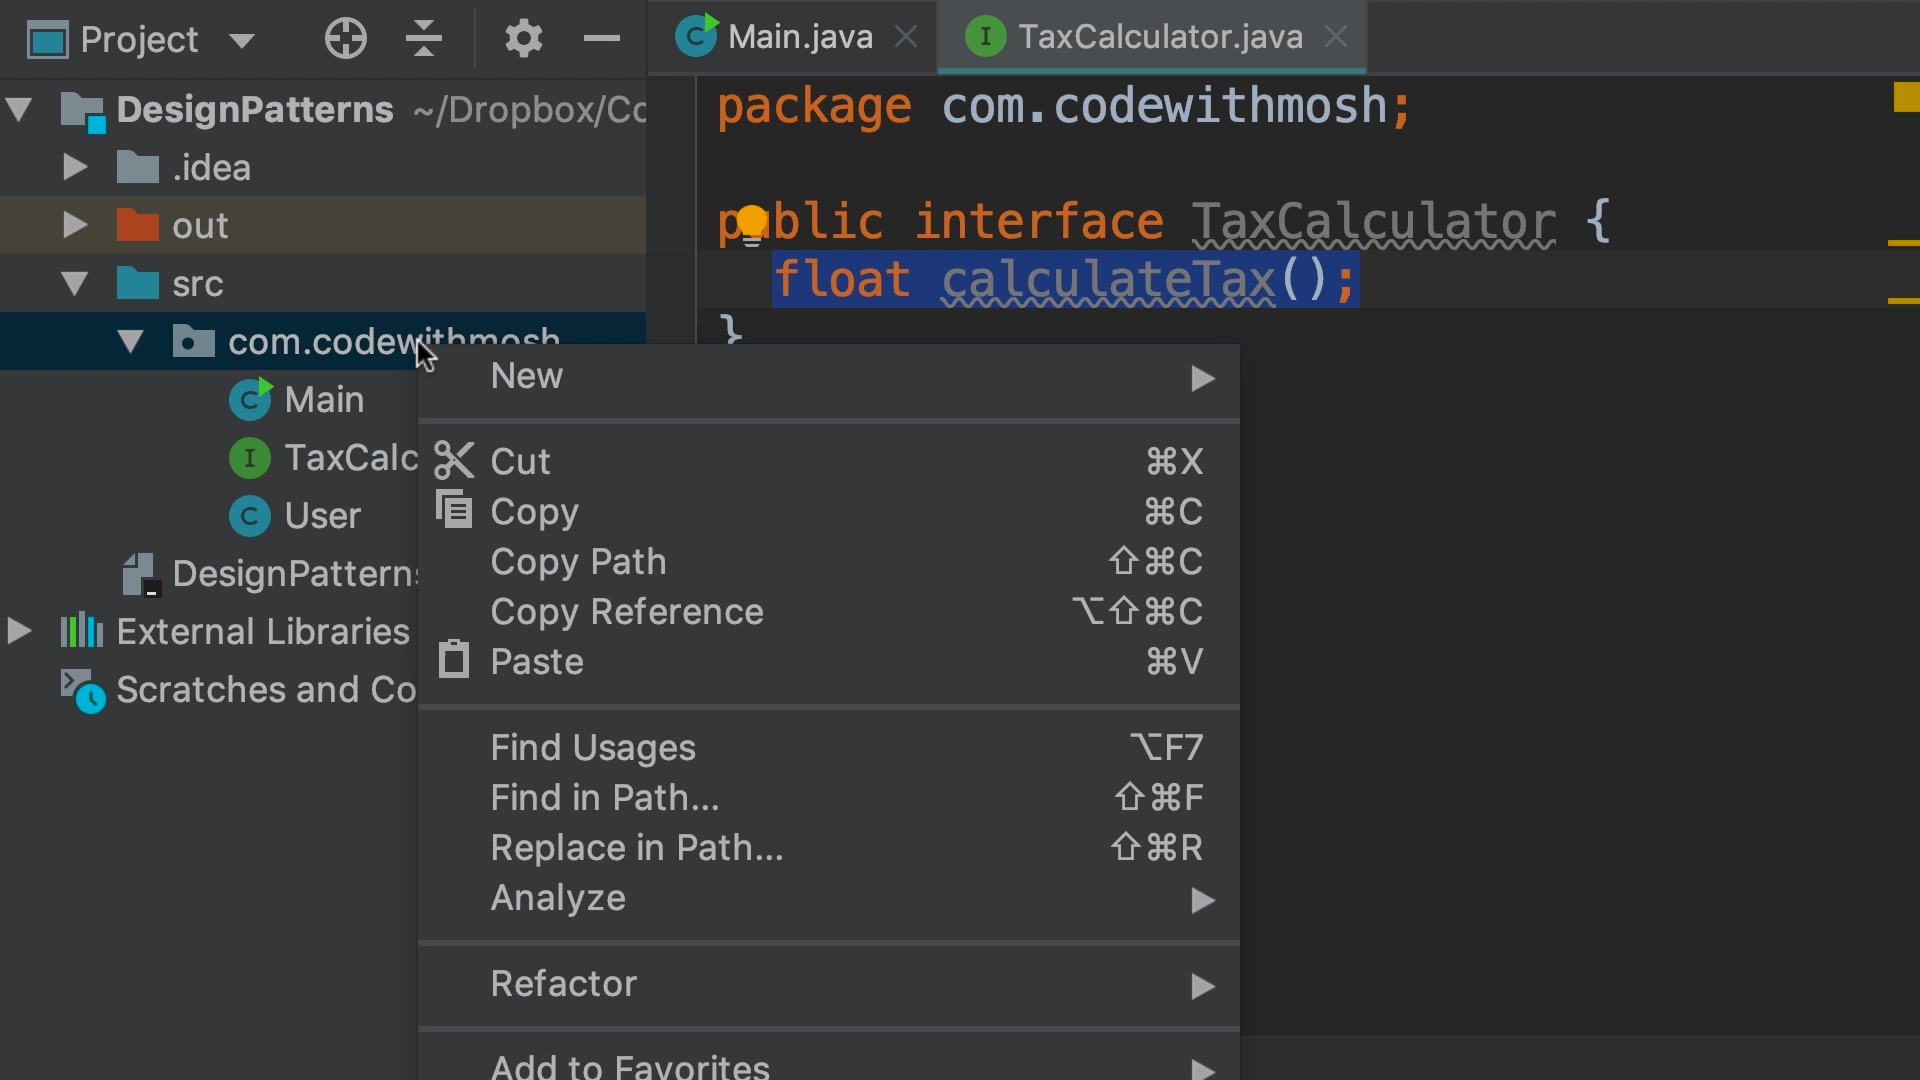 Project
Main.java
TaxCalculator.java
DesignPatterns ~/Dropbox/Co
.idea
out
src
com.codewithmosh
Main
TaxCalc
User
DesignPatterns
External Libraries
Scratches and Co
package com.codewithmosh;
public interface TaxCalculator {
float calculateTax();
}
New
Cut ⌘X
Copy ⌘C
Copy Path ⇧⌘C
Copy Reference ⌥⇧⌘C
Paste ⌘V
Find Usages ⌥F7
Find in Path... ⇧⌘F
Replace in Path... ⇧⌘R
Analyze
Refactor
Add to Favorites